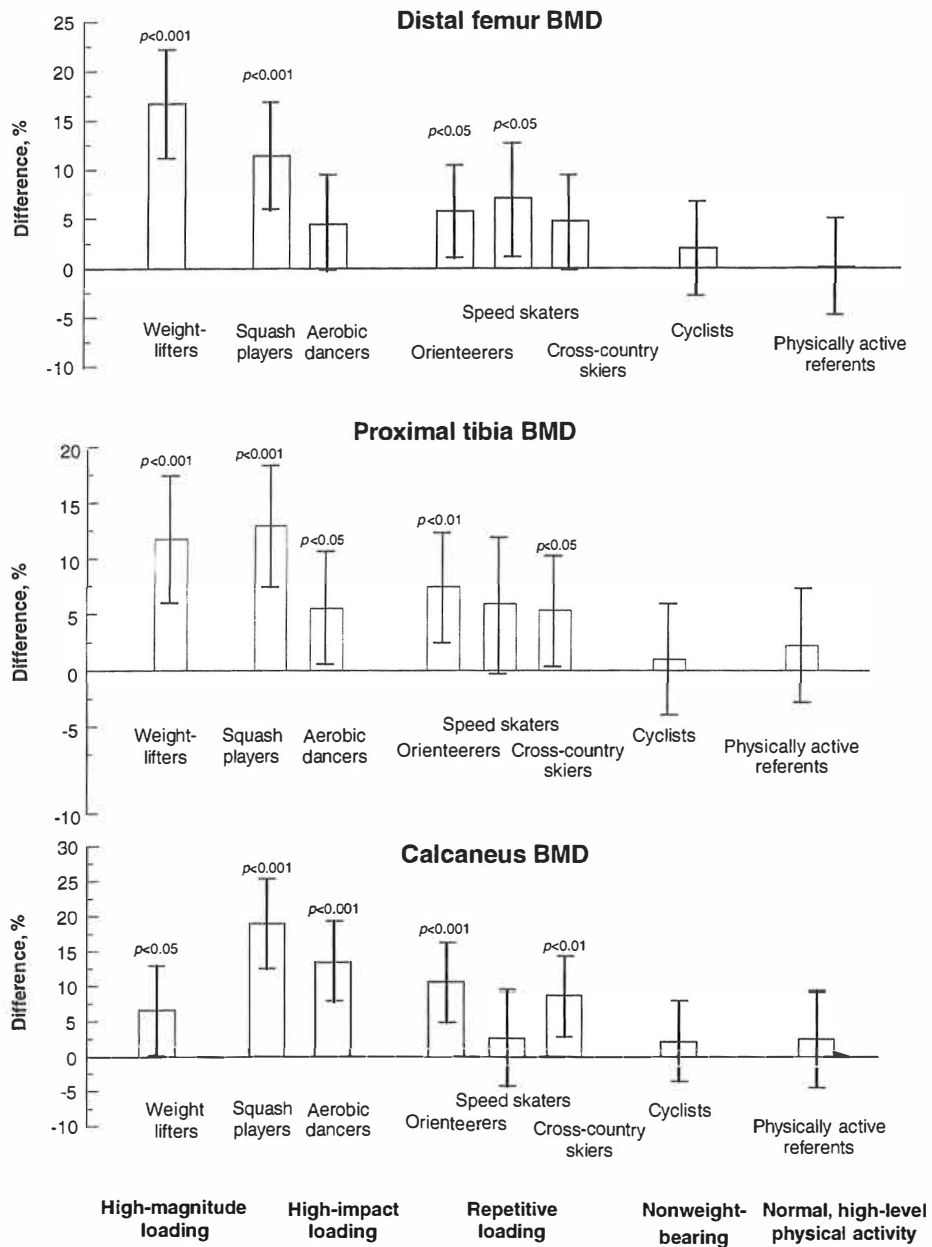 Distal femur BMD
25
20
15
10
5
0
-5
-10
Difference, %
p<0.001
p<0.001
p<0.05
p<0.05
Speed skaters
Weight-
lifters
Squash
players
Aerobic
dancers
Orienteerers
Cross-country
skiers
Cyclists
Physically active
referents
Proximal tibia BMD
20
15
10
5
0
-5
-10
Difference, %
p<0.001
p<0.001
p<0.05
p<0.01
p<0.05
Speed skaters
Weight-
lifters
Squash
players
Aerobic
dancers
Orienteerers
Cross-country
skiers
Cyclists
Physically active
referents
Calcaneus BMD
30
25
20
15
10
5
0
-5
-10
Difference, %
p<0.05
p<0.001
p<0.001
p<0.001
p<0.01
Speed skaters
Weight
lifters
Squash
players
Aerobic
dancers
Orienteerers
Cross-country
skiers
Cyclists
Physically active
referents
High-magnitude
loading
High-impact
loading
Repetitive
loading
Nonweight-
bearing
Normal, high-level
physical activity